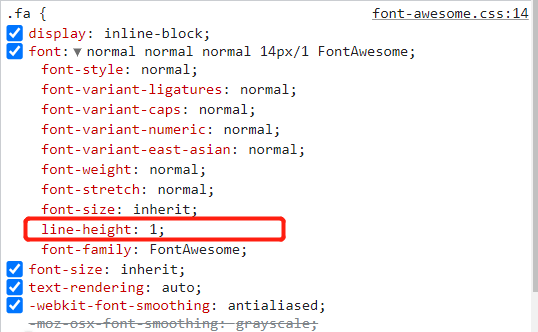 .fa {
font-awesome.css:14
display: inline-block;
font:▼normal normal normal 14px/1 FontAwesome;
font-style: normal;
font-variant-ligatures: normal;
font-variant-caps: normal;
font-variant-numeric: normal;
font-variant-east-asian: normal;
font-weight: normal;
font-stretch: normal;
font-size: inherit;
line-height: 1;
font-family: FontAwesome;
font-size: inherit;
text-rendering: auto;
-webkit-font-smoothing: antialiased;
-moz-osx-font-smoothing: grayscale;